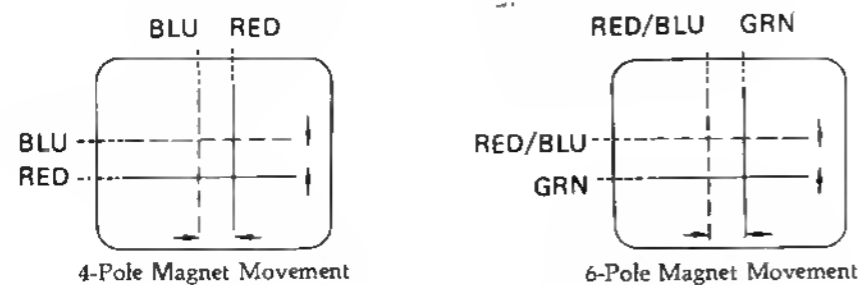 BLU RED
BLU
RED
4-Pole Magnet Movement
RED/BLU GRN
RED/BLU
GRN
6-Pole Magnet Movement